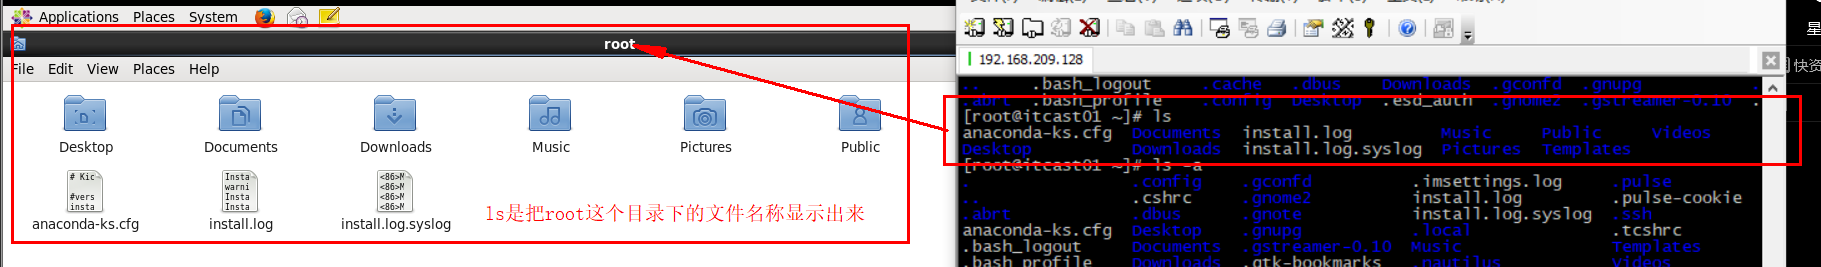 Applications Places System
root
File Edit View Places Help
Desktop Documents Downloads Music Pictures Public
# Kic
#vers
insta
Insta
warni
Insta
Insta
<86>M
<86>M
<86>M
<86>M
anaconda-ks.cfg install.log install.log.syslog
ls是把root这个目录下的文件名称显示出来
192.168.209.128
.. .bash_logout .cache .dbus Downloads .gconfd .gnupg
.abrt .bash_profile .config Desktop .esd_auth .gnome2 .gstreamer-0.10
[root@itcast01 ~]# ls
anaconda-ks.cfg Documents install.log Music Public Videos
Desktop Downloads install.log.syslog Pictures Templates
[root@itcast01 ~]# ls -a
. .config .gconfd .imsettings.log .pulse
.. .cshrc .gnome2 install.log .pulse-cookie
.abrt .dbus .gnote install.log.syslog .ssh
anaconda-ks.cfg Desktop .gnupg .local .tcshrc
.bash_logout Documents .gstreamer-0.10 Music Templates
.bash_profile Downloads .gtk-bookmarks .nautilus Videos
星
快资